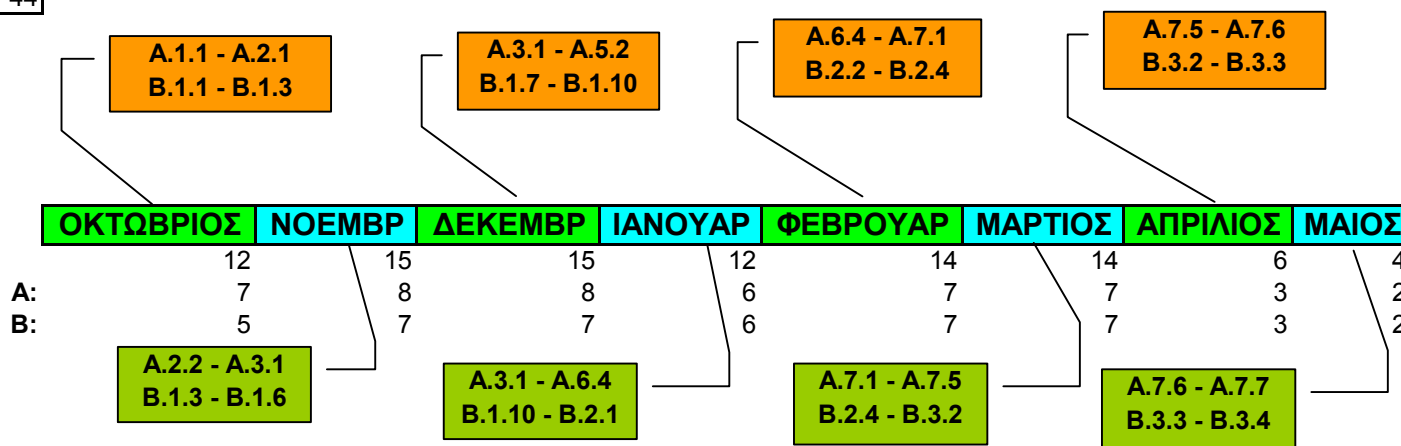 44
Α.1.1 - Α.2.1
Β.1.1 - Β.1.3
Α.3.1 - Α.5.2
Β.1.7 - Β.1.10
Α.6.4 - Α.7.1
Β.2.2 - Β.2.4
Α.7.5 - Α.7.6
Β.3.2 - Β.3.3
ΟΚΤΩΒΡΙΟΣ ΝΟΕΜΒΡ ΔΕΚΕΜΒΡ ΙΑΝΟΥΑΡ ΦΕΒΡΟΥΑΡ ΜΑΡΤΙΟΣ ΑΠΡΙΛΙΟΣ ΜΑΙΟΣ
12 15 15 12 14 14 6 4
Α: 7 8 8 6 7 7 3 2
Β: 5 7 7 6 7 7 3 2
Α.2.2 - Α.3.1
Β.1.3 - Β.1.6
Α.3.1 - Α.6.4
Β.1.10 - Β.2.1
Α.7.1 - Α.7.5
Β.2.4 - Β.3.2
Α.7.6 - Α.7.7
Β.3.3 - Β.3.4